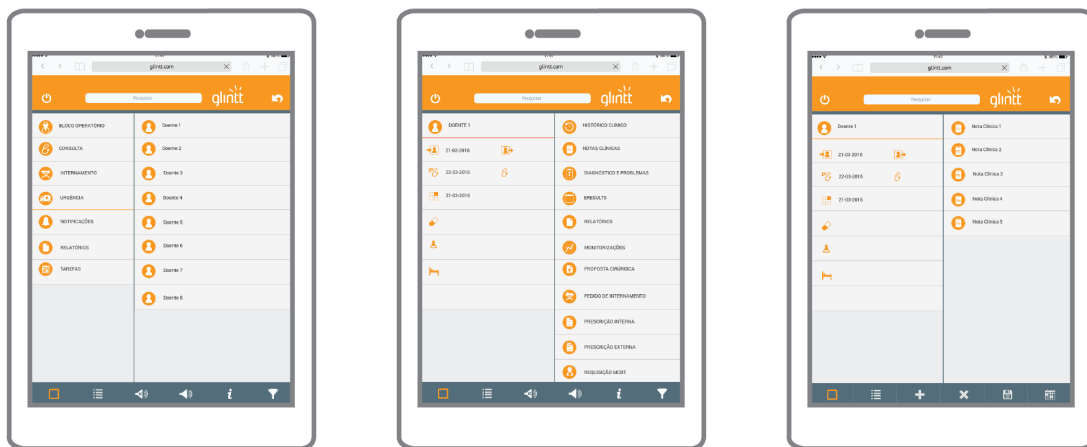 glintt.com
Pesquisar
glintt
BLOCO OPERATÓRIO
CONSULTA
INTERNAMENTO
URGÊNCIA
NOTIFICAÇÕES
RELATÓRIOS
TAREFAS
Doente 1
Doente 2
Doente 3
Doente 4
Doente 5
Doente 6
Doente 7
Doente 8
glintt.com
Pesquisar
glintt
DOENTE 1
21-03-2016
22-03-2016
21-03-2016
HISTÓRICO CLÍNICO
NOTAS CLÍNICAS
DIAGNÓSTICO E PROBLEMAS
ERESULTS
RELATÓRIOS
MONITORIZAÇÕES
PROPOSTA CIRÚRGICA
PEDIDO DE INTERNAMENTO
PRESCRIÇÃO INTERNA
PRESCRIÇÃO EXTERNA
REQUISIÇÃO MCDT
glintt.com
Pesquisar
glintt
Doente 1
21-03-2016
22-03-2016
21-03-2016
Nota Clínica 1
Nota Clínica 2
Nota Clínica 3
Nota Clínica 4
Nota Clínica 5